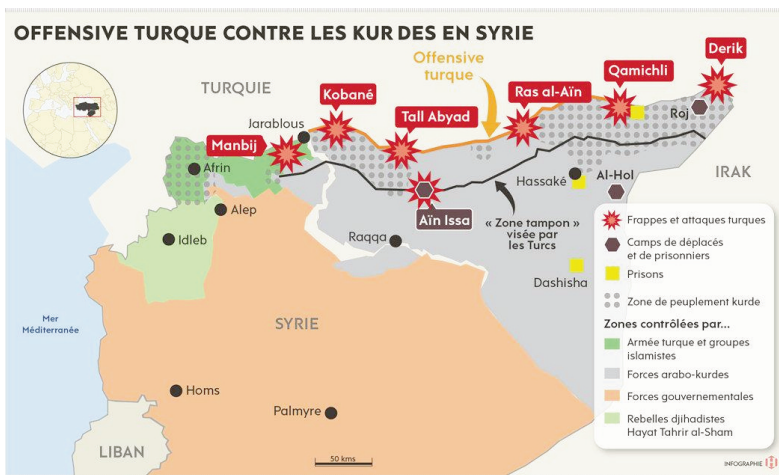 OFFENSIVE TURQUE CONTRE LES KURDES EN SYRIE
TURQUIE
Offensive
turque
Derik
Qamichli
Ras al-Aïn
Kobané
Tall Abyad
Jarablous
Manbij
Roj
Afrin
Hassaké
Al-Hol
IRAK
Alep
Aïn Issa
« Zone tampon »
visée par
les Turcs
Idleb
Raqqa
Dashisha
Mer
Méditerranée
SYRIE
Homs
Palmyre
LIBAN
50 kms
Frappes et attaques turques
Camps de déplacés
et de prisonniers
Prisons
Zone de peuplement kurde
Zones contrôlées par...
Armée turque et groupes
islamistes
Forces arabo-kurdes
Forces gouvernementales
Rebelles djihadistes
Hayat Tahrir al-Sham
INFOGRAPHIE H